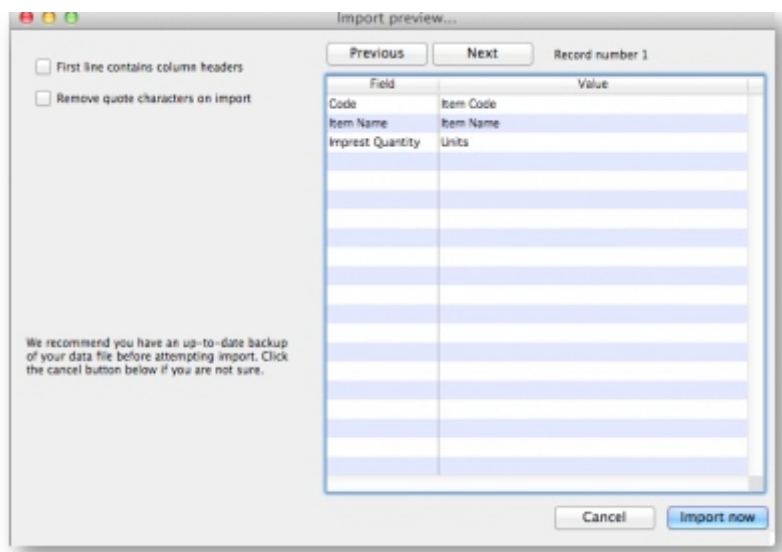 Import preview...
First line contains column headers
Remove quote characters on import
Previous Next Record number 1
Field Value
Code Item Code
Item Name Item Name
Imprest Quantity Units
We recommend you have an up-to-date backup
of your data file before attempting import. Click
the cancel button below if you are not sure.
Cancel Import now